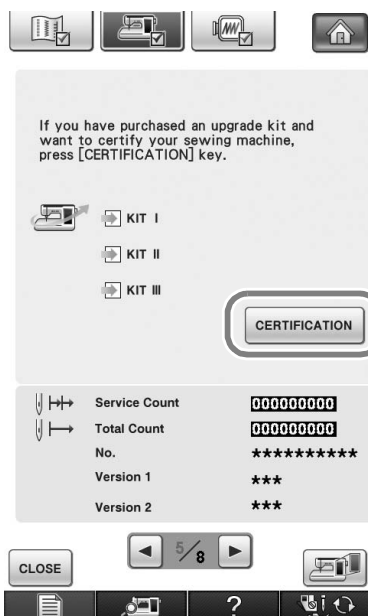 If you have purchased an upgrade kit and
want to certify your sewing machine,
press [CERTIFICATION] key.
KIT I
KIT II
KIT III
CERTIFICATION
Service Count 000000000
Total Count 000000000
No. **********
Version 1 ***
Version 2 ***
CLOSE
5/8
?